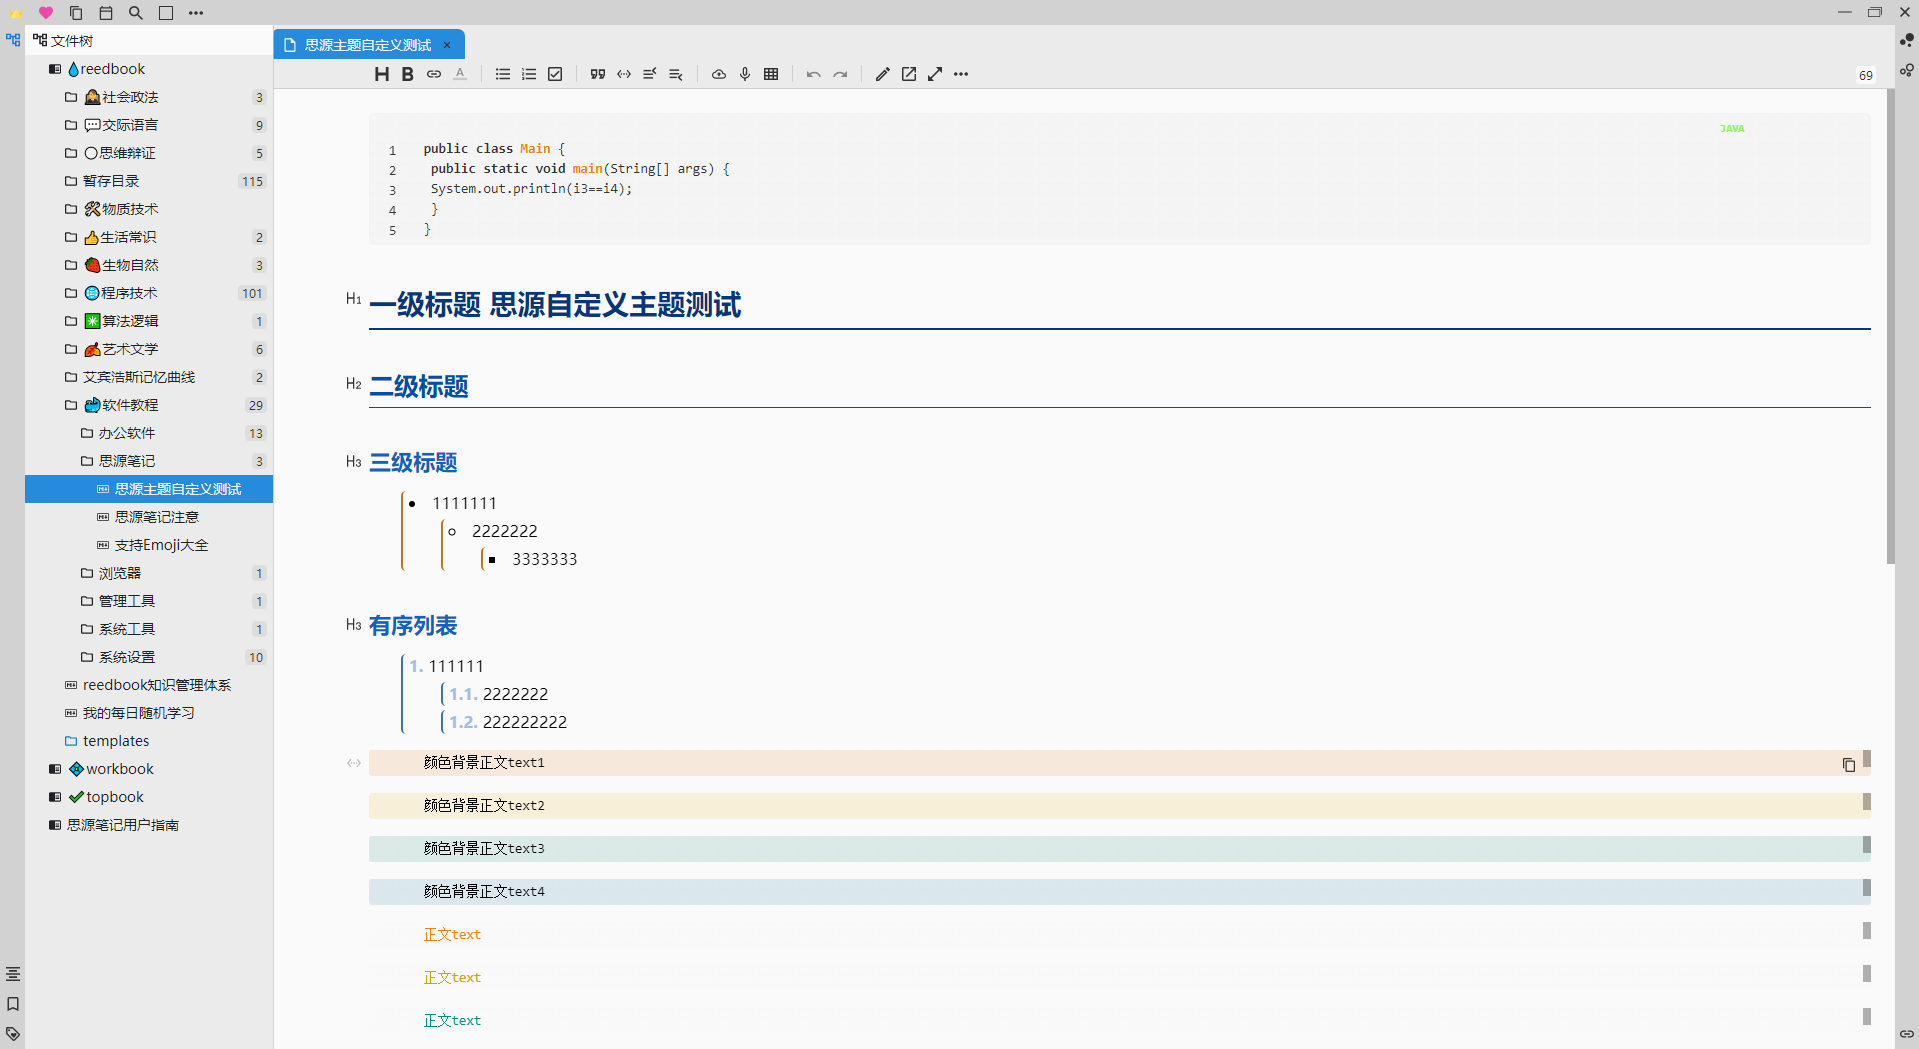 文件树
reedbook
社会政法 3
交际语言 9
思维辩证 5
暂存目录 115
物质技术
生活常识 2
生物自然 3
程序技术 101
算法逻辑 1
艺术文学 6
艾宾浩斯记忆曲线 2
软件教程 29
办公软件 13
思源笔记 3
思源主题自定义测试
思源笔记注意
支持Emoji大全
浏览器 1
管理工具 1
系统工具 1
系统设置 10
reedbook知识管理体系
我的每日随机学习
templates
workbook
topbook
思源笔记用户指南
思源主题自定义测试 ×
H B A 69
JAVA
1 public class Main {
2 public static void main(String[] args) {
3 System.out.println(i3==i4);
4 }
5 }
H1 一级标题 思源自定义主题测试
H2 二级标题
H3 三级标题
1111111
2222222
3333333
H3 有序列表
1. 111111
1.1. 2222222
1.2. 222222222
颜色背景正文text1
颜色背景正文text2
颜色背景正文text3
颜色背景正文text4
正文text
正文text
正文text